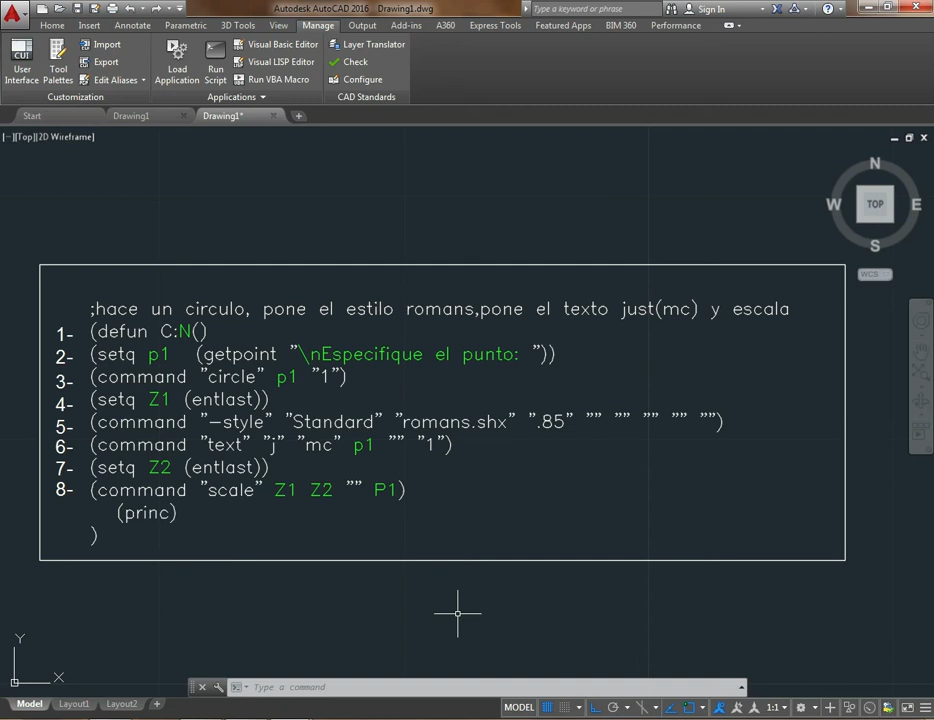 Autodesk AutoCAD 2016 Drawing1.dwg
Type a keyword or phrase
Sign In
Home Insert Annotate Parametric 3D Tools View Manage Output Add-ins A360 Express Tools Featured Apps BIM 360 Performance
CUI
User Interface
Tool Palettes
Import
Export
Edit Aliases
Customization
Load Application
Run Script
Visual Basic Editor
Visual LISP Editor
Run VBA Macro
Applications
Layer Translator
Check
Configure
CAD Standards
Start Drawing1 Drawing1*
[−][Top][2D Wireframe]
N
W TOP E
S
WCS
;hace un circulo, pone el estilo romans,pone el texto just(mc) y escala
1- (defun C:N()
2- (setq p1 (getpoint "\nEspecifique el punto: "))
3- (command "circle" p1 "1")
4- (setq Z1 (entlast))
5- (command "-style" "Standard" "romans.shx" ".85" "" "" "" "" "")
6- (command "text" "j" "mc" p1 "" "1")
7- (setq Z2 (entlast))
8- (command "scale" Z1 Z2 "" P1)
(princ)
)
Y
X
Type a command
Model Layout1 Layout2
MODEL 1:1